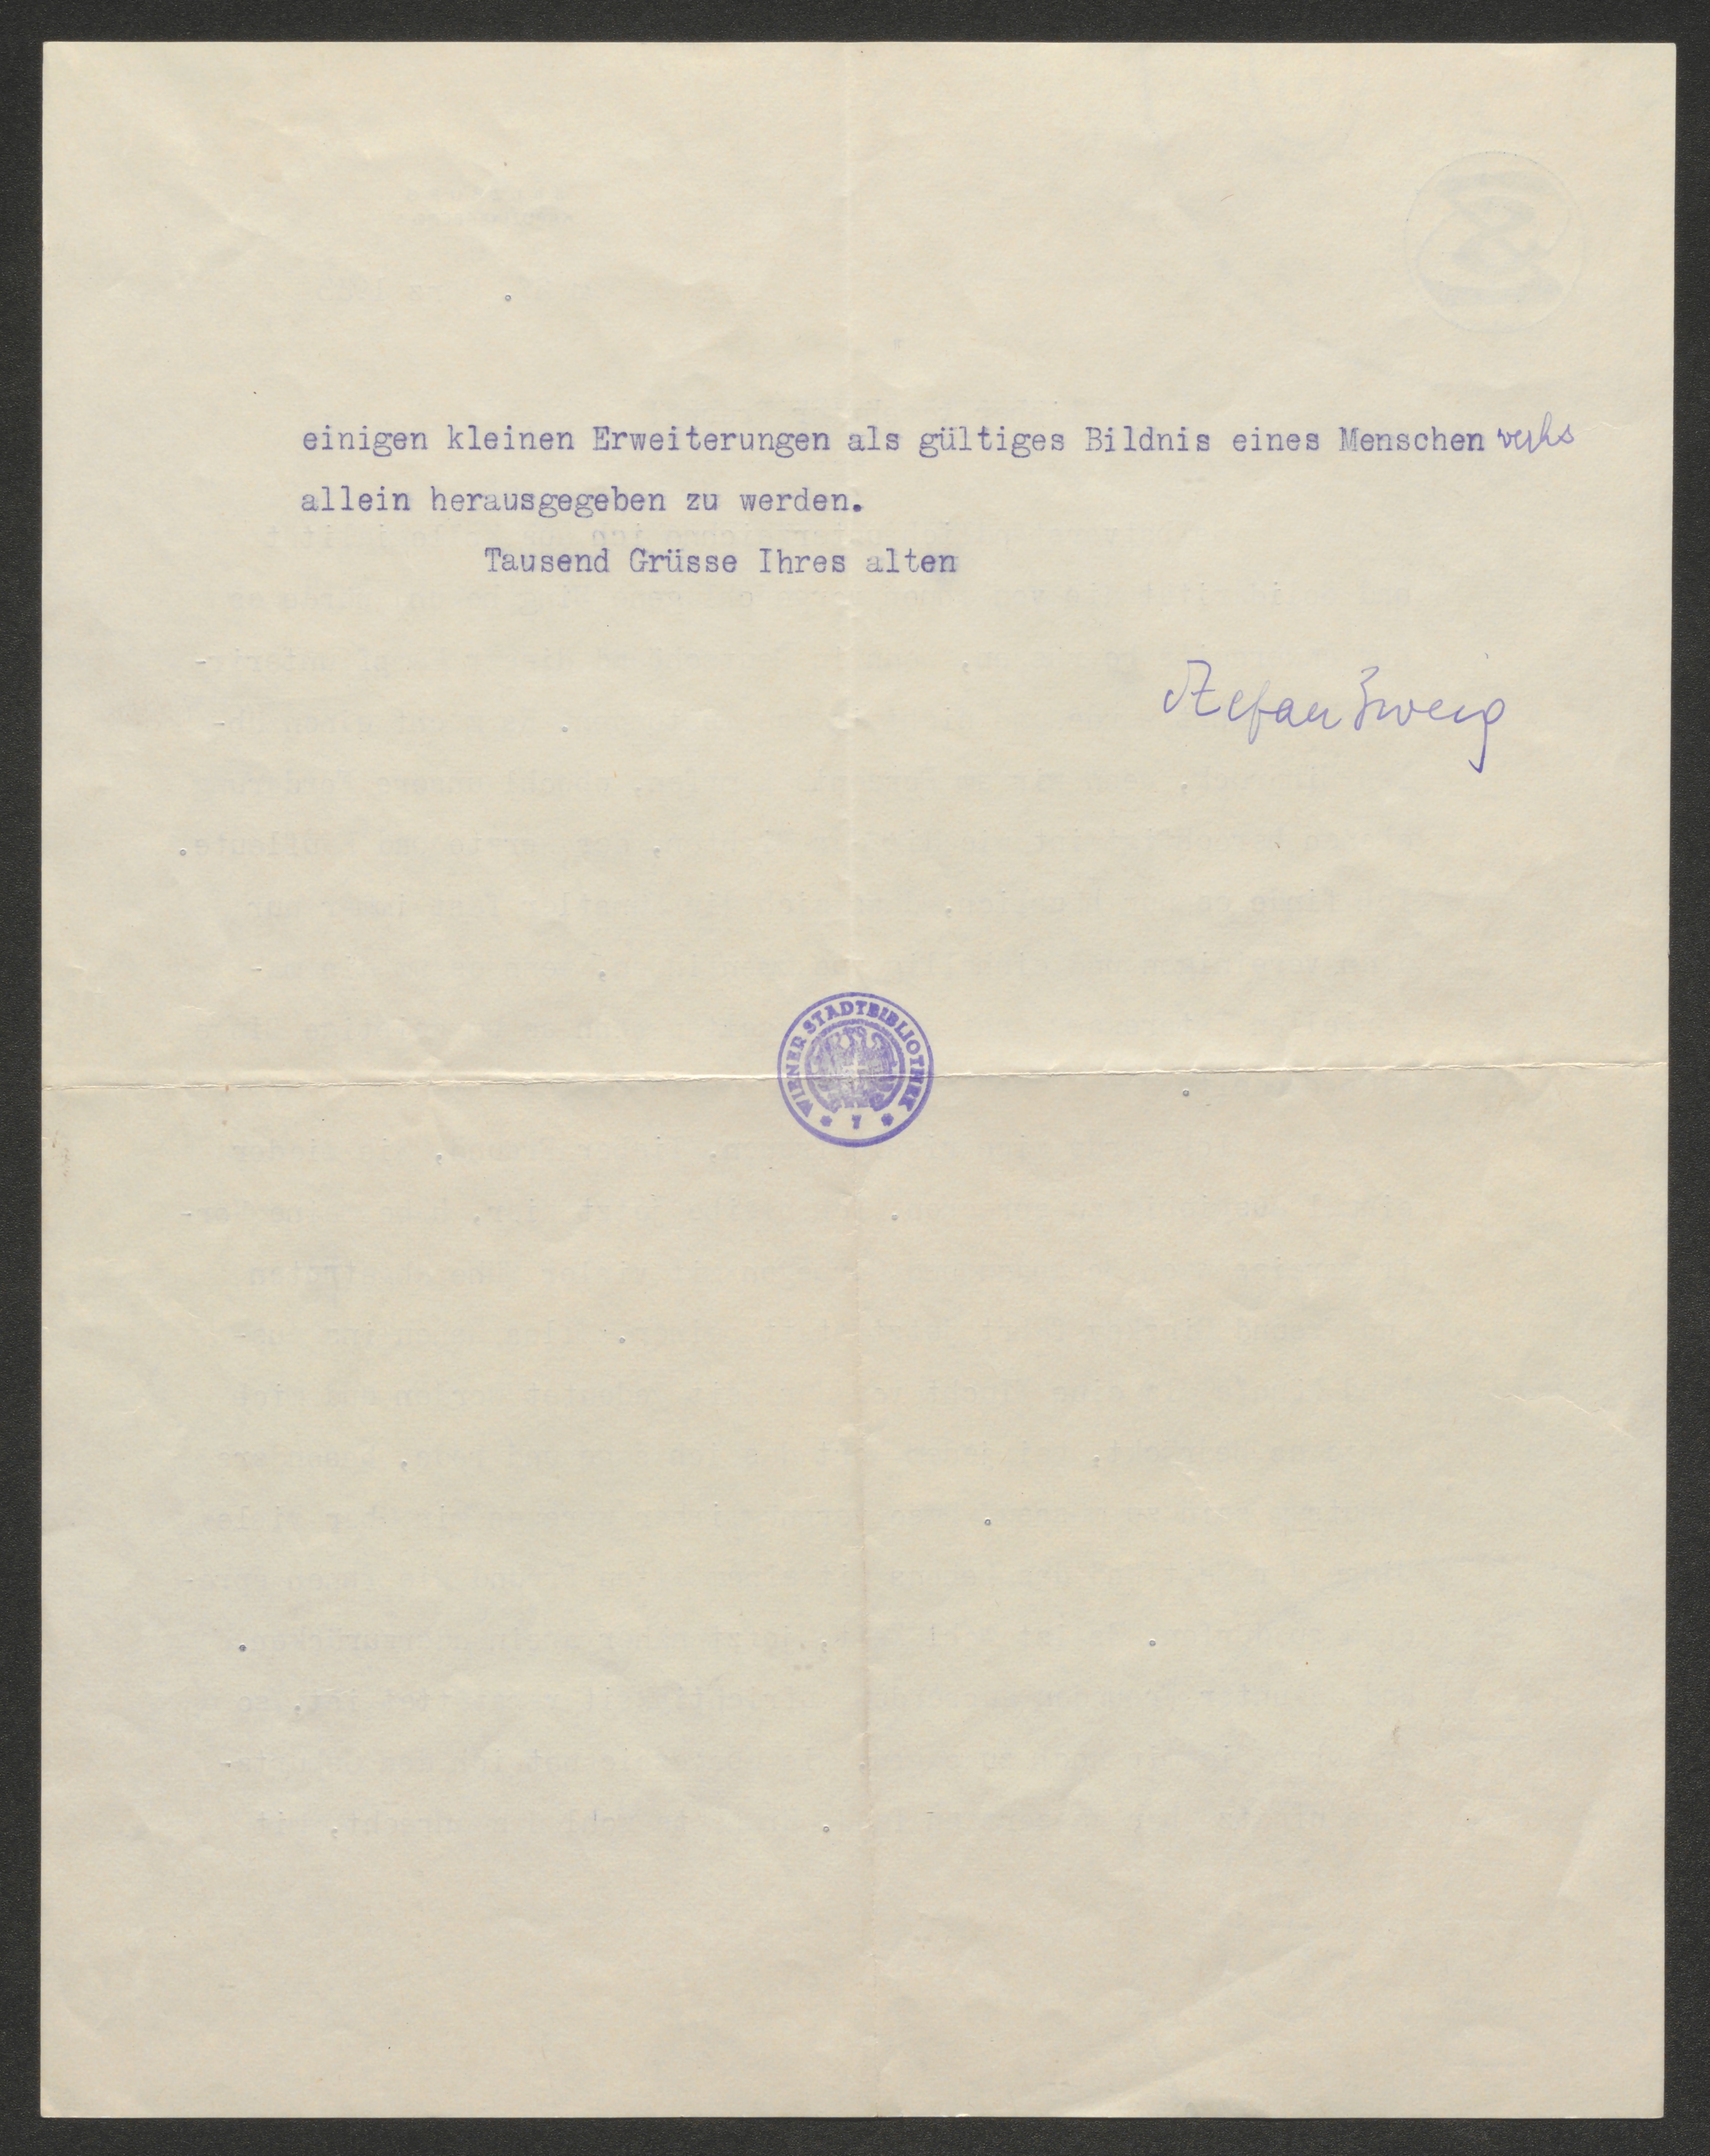 einigen kleinen Erweiterungen als gültiges Bildnis eines Menschen
allein herausgegeben zu werden.
Tausend Grüsse Ihres alten
Stefan Zweig
WIENER STADTBIBLIOTHEK
* 7 *